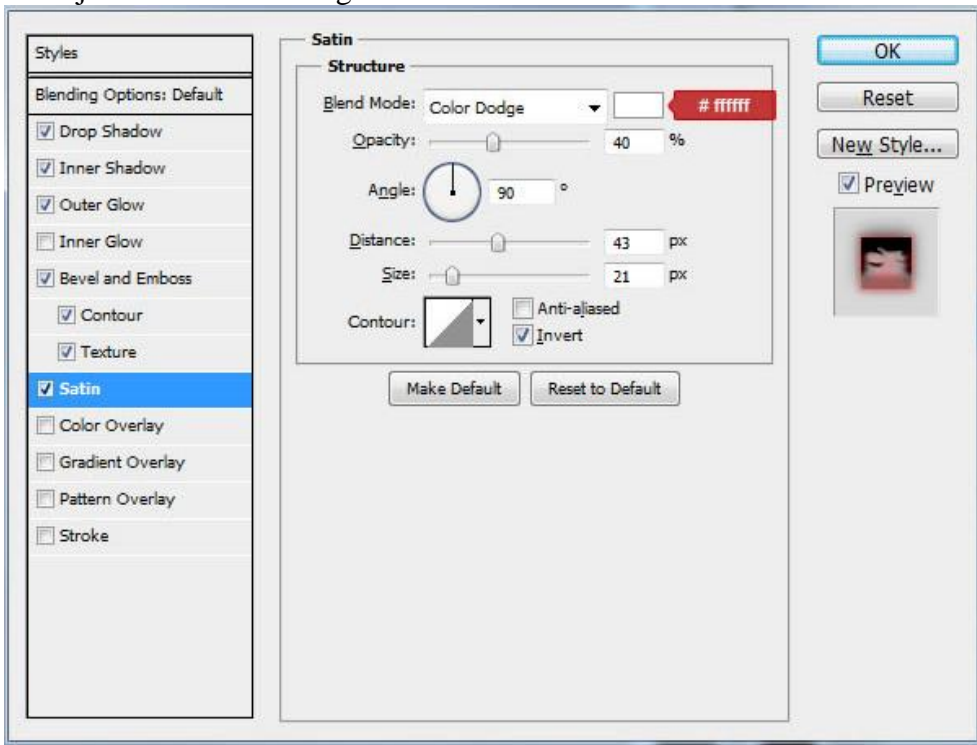 Styles
Blending Options: Default
Drop Shadow
Inner Shadow
Outer Glow
Inner Glow
Bevel and Emboss
Contour
Texture
Satin
Color Overlay
Gradient Overlay
Pattern Overlay
Stroke
Satin
Structure
Blend Mode: Color Dodge # ffffff
Opacity: 40 %
Angle: 90 °
Distance: 43 px
Size: 21 px
Contour: Anti-aliased
Invert
Make Default Reset to Default
OK
Reset
New Style...
Preview